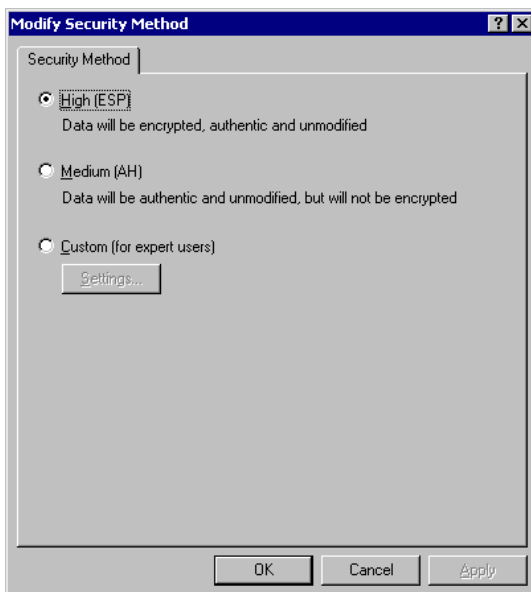 Modify Security Method
Security Method
High (ESP)
Data will be encrypted, authentic and unmodified
Medium (AH)
Data will be authentic and unmodified, but will not be encrypted
Custom (for expert users)
Settings...
OK Cancel Apply